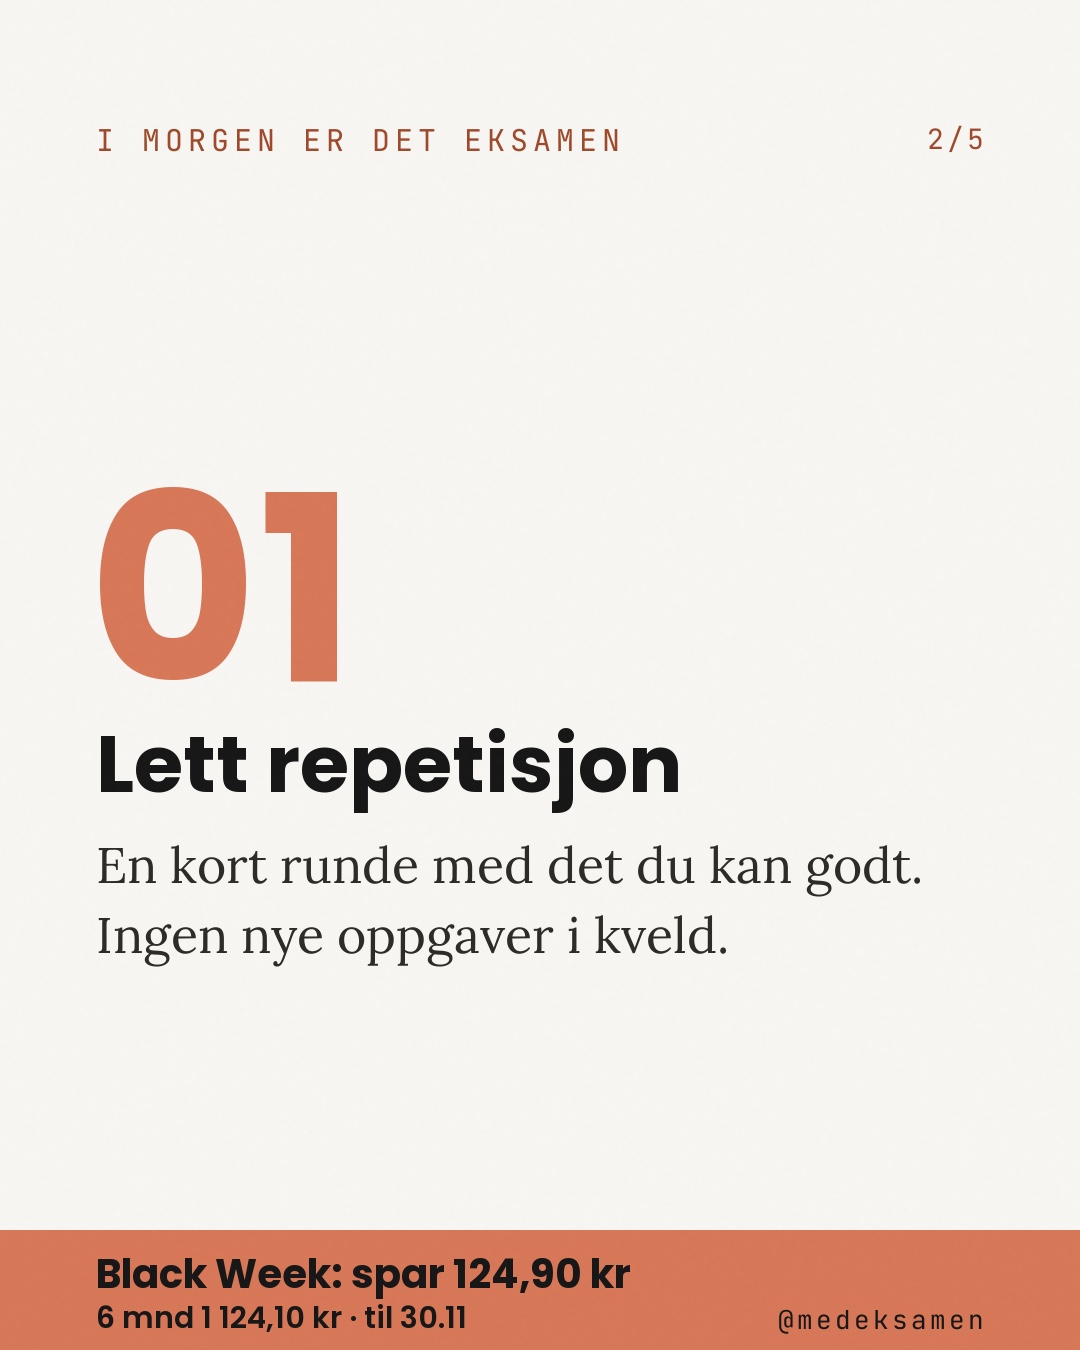 I MORGEN ER DET EKSAMEN 2/5
01
Lett repetisjon
En kort runde med det du kan godt.
Ingen nye oppgaver i kveld.
Black Week: spar 124,90 kr
6 mnd 1 124,10 kr · til 30.11
@medeksamen